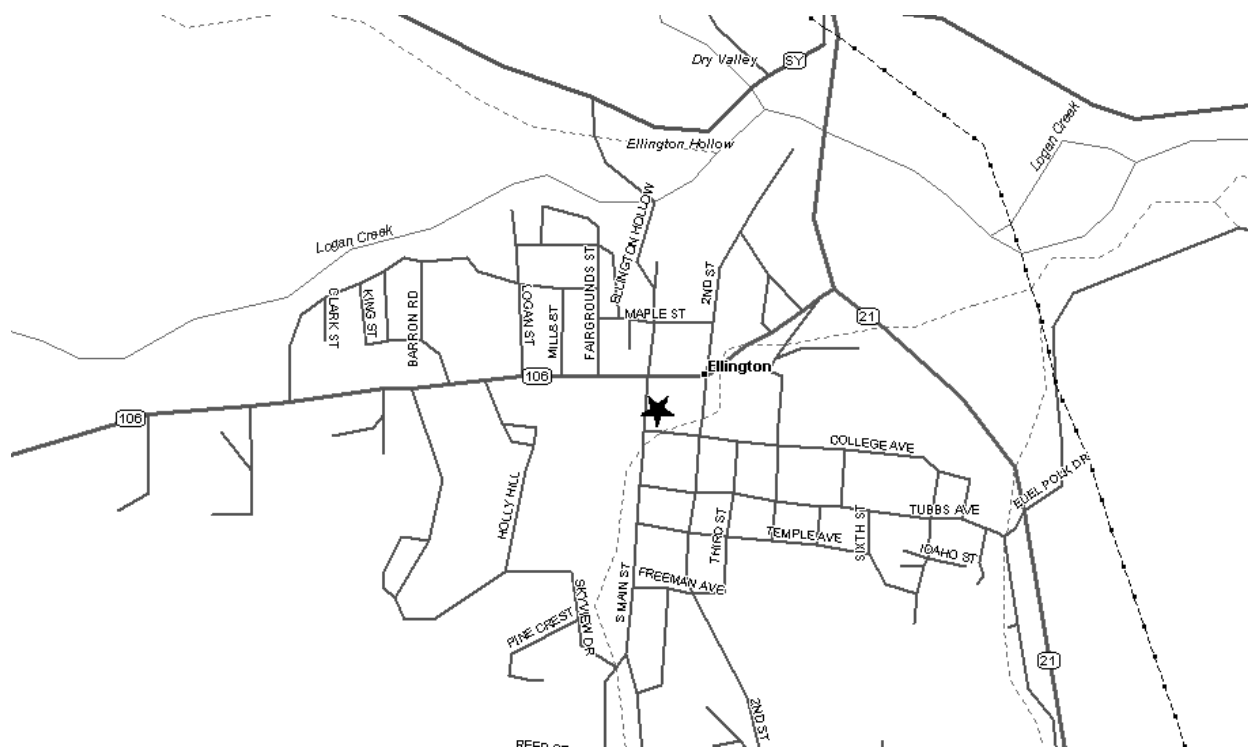 Dry Valley
SY
Logan Creek
Ellington Hollow
Logan Creek
ELLINGTON HOLLOW
2ND ST
CLARK ST
KING ST
BARRON RD
LOGAN ST
MILLS ST
FAIRGROUNDS ST
MAPLE ST
21
Ellington
106
106
COLLEGE AVE
EUEL POLK DR
HOLLY HILL
THIRD ST
TEMPLE AVE
SIXTH ST
TUBBS AVE
IDAHO ST
S MAIN ST
FREEMAN AVE
SKYVIEW DR
PINE CREST
21
2ND ST
REED ST